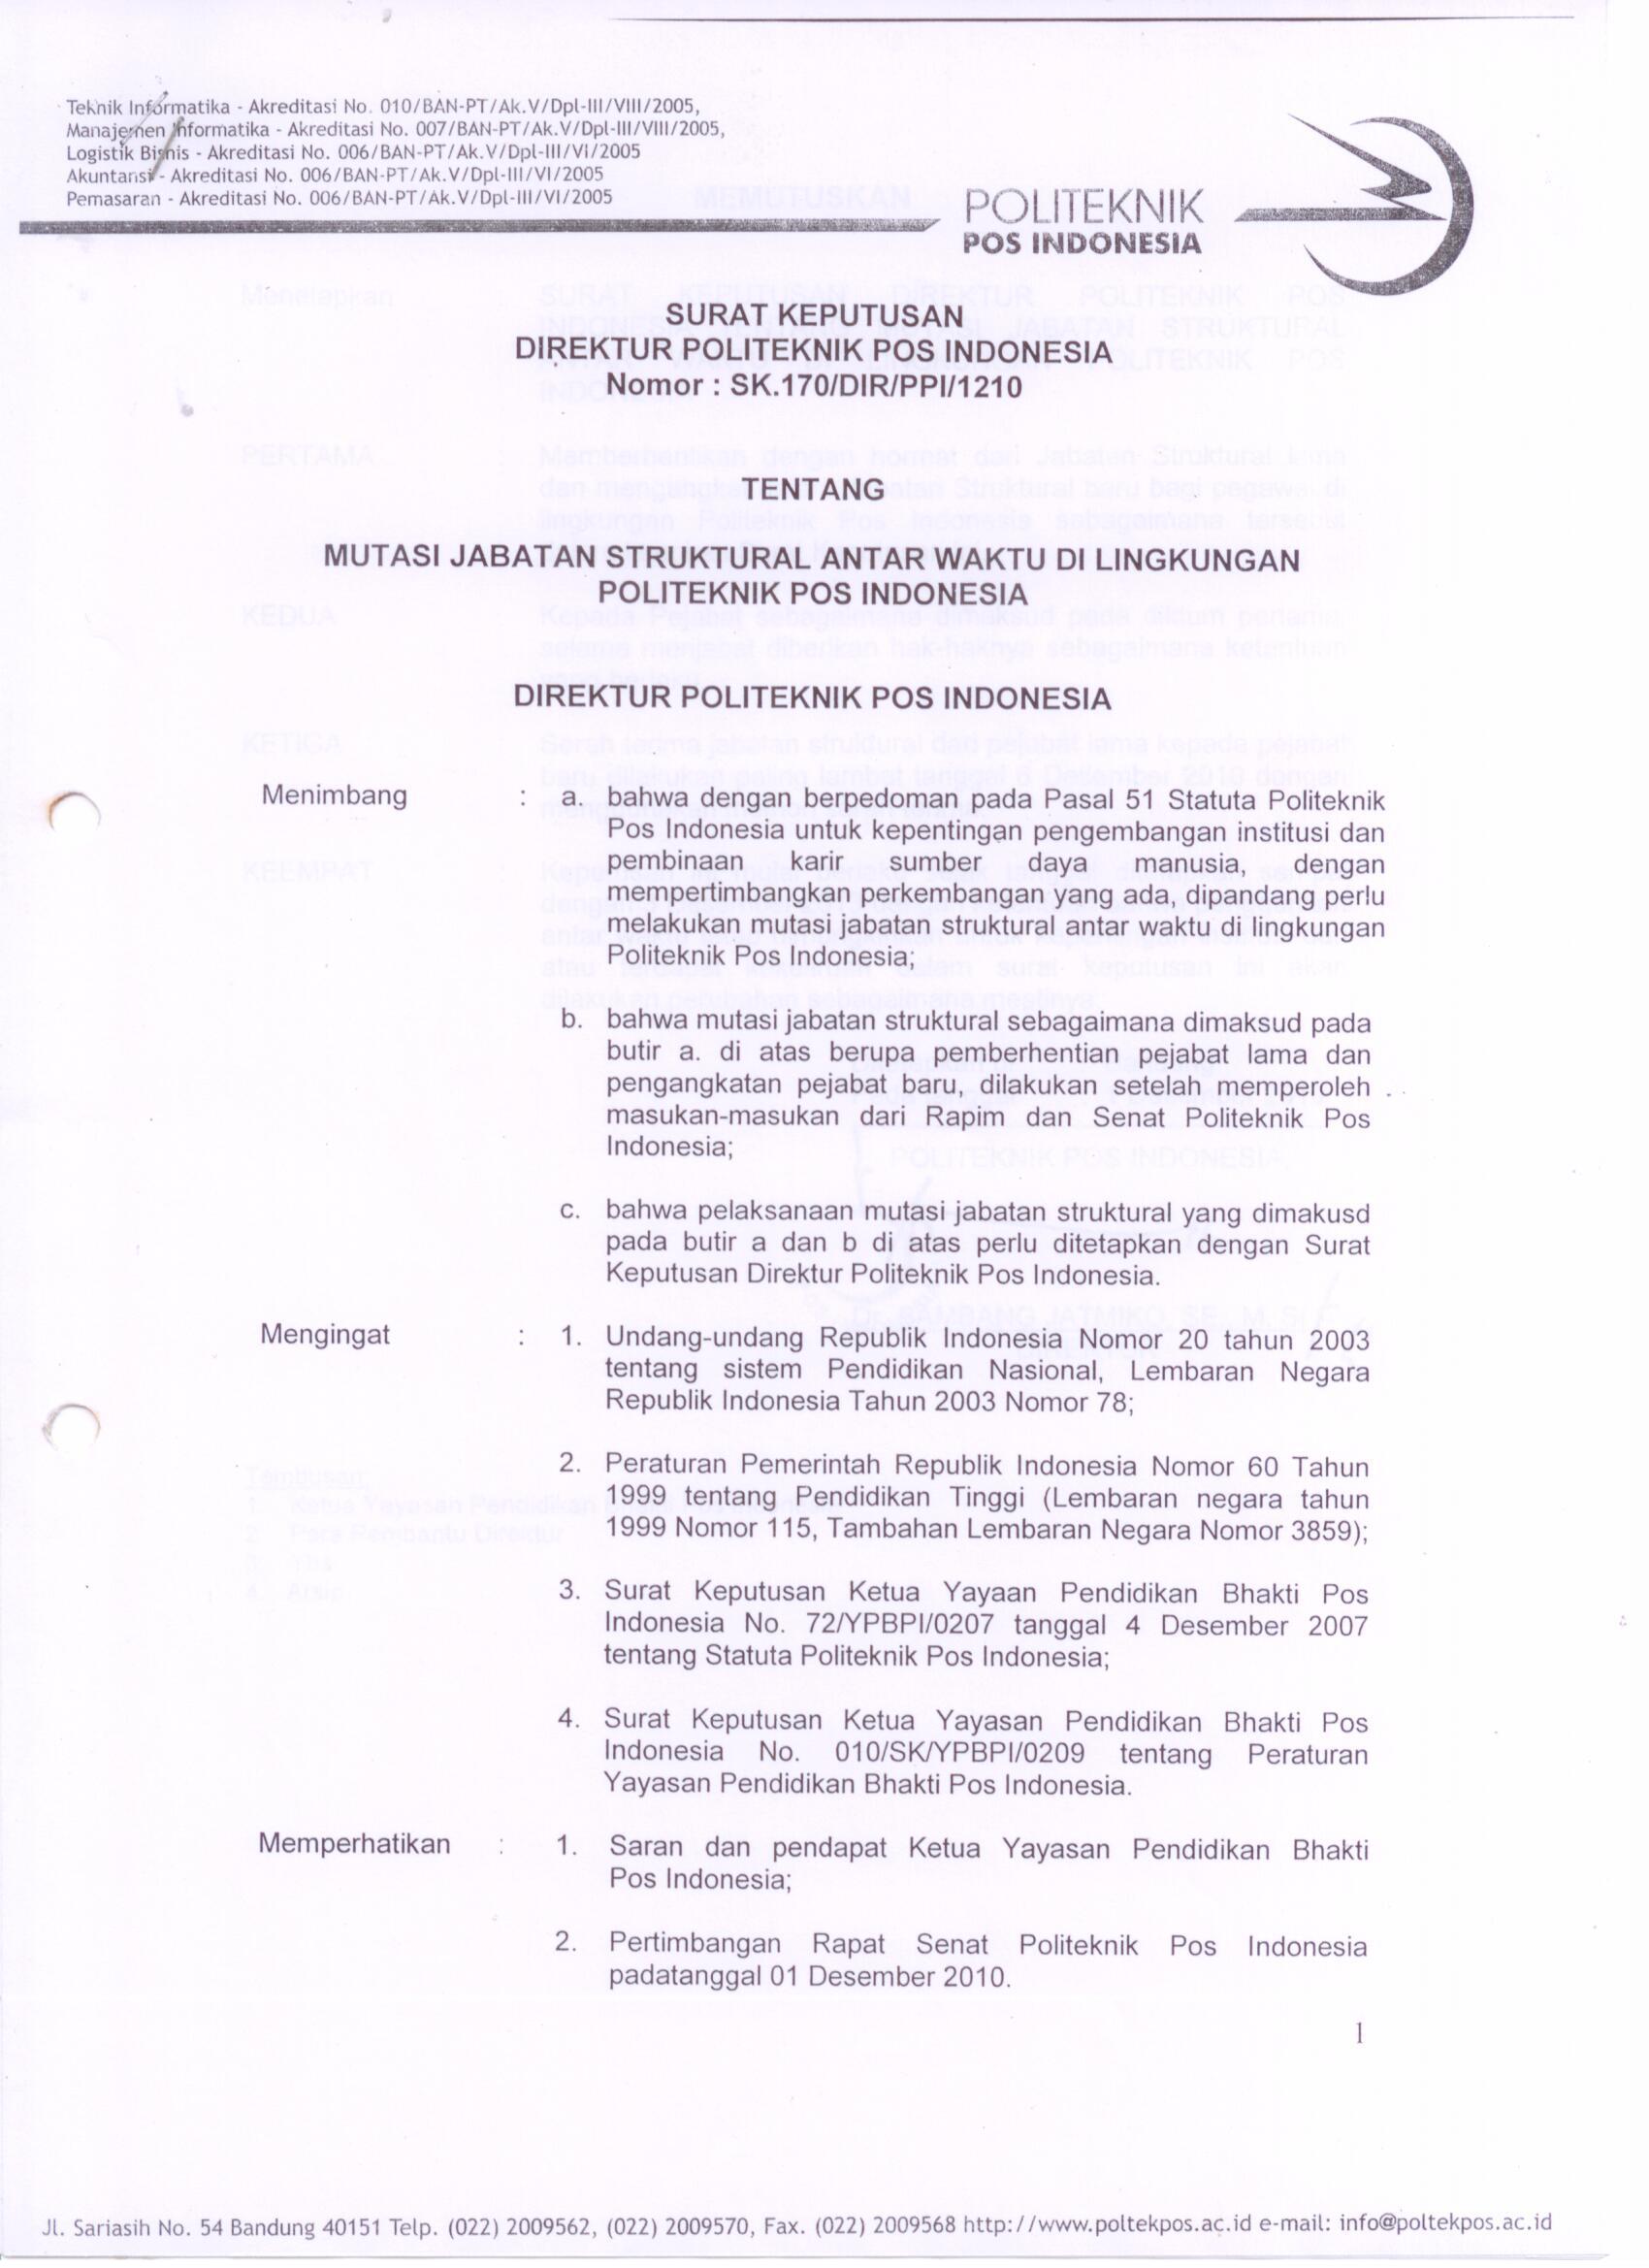 Teknik Informatika - Akreditasi No. 010/BAN-PT/Ak.V/Dpl-III/VIII/2005,
Manajemen Informatika - Akreditasi No. 007/BAN-PT/Ak.V/Dpl-III/VIII/2005,
Logistik Bisnis - Akreditasi No. 006/BAN-PT/Ak.V/Dpl-III/VI/2005
Akuntansi - Akreditasi No. 006/BAN-PT/Ak.V/Dpl-III/VI/2005
Pemasaran - Akreditasi No. 006/BAN-PT/Ak.V/Dpl-III/VI/2005
POLITEKNIK
POS INDONESIA
SURAT KEPUTUSAN
DIREKTUR POLITEKNIK POS INDONESIA
Nomor : SK.170/DIR/PPI/1210
TENTANG
MUTASI JABATAN STRUKTURAL ANTAR WAKTU DI LINGKUNGAN
POLITEKNIK POS INDONESIA
DIREKTUR POLITEKNIK POS INDONESIA
Menimbang : a. bahwa dengan berpedoman pada Pasal 51 Statuta Politeknik
Pos Indonesia untuk kepentingan pengembangan institusi dan
pembinaan karir sumber daya manusia, dengan
mempertimbangkan perkembangan yang ada, dipandang perlu
melakukan mutasi jabatan struktural antar waktu di lingkungan
Politeknik Pos Indonesia;
b. bahwa mutasi jabatan struktural sebagaimana dimaksud pada
butir a. di atas berupa pemberhentian pejabat lama dan
pengangkatan pejabat baru, dilakukan setelah memperoleh
masukan-masukan dari Rapim dan Senat Politeknik Pos
Indonesia;
c. bahwa pelaksanaan mutasi jabatan struktural yang dimakusd
pada butir a dan b di atas perlu ditetapkan dengan Surat
Keputusan Direktur Politeknik Pos Indonesia.
Mengingat : 1. Undang-undang Republik Indonesia Nomor 20 tahun 2003
tentang sistem Pendidikan Nasional, Lembaran Negara
Republik Indonesia Tahun 2003 Nomor 78;
2. Peraturan Pemerintah Republik Indonesia Nomor 60 Tahun
1999 tentang Pendidikan Tinggi (Lembaran negara tahun
1999 Nomor 115, Tambahan Lembaran Negara Nomor 3859);
3. Surat Keputusan Ketua Yayaan Pendidikan Bhakti Pos
Indonesia No. 72/YPBPI/0207 tanggal 4 Desember 2007
tentang Statuta Politeknik Pos Indonesia;
4. Surat Keputusan Ketua Yayasan Pendidikan Bhakti Pos
Indonesia No. 010/SK/YPBPI/0209 tentang Peraturan
Yayasan Pendidikan Bhakti Pos Indonesia.
Memperhatikan : 1. Saran dan pendapat Ketua Yayasan Pendidikan Bhakti
Pos Indonesia;
2. Pertimbangan Rapat Senat Politeknik Pos Indonesia
padatanggal 01 Desember 2010.
1
Jl. Sariasih No. 54 Bandung 40151 Telp. (022) 2009562, (022) 2009570, Fax. (022) 2009568 http://www.poltekpos.ac.id e-mail: info@poltekpos.ac.id